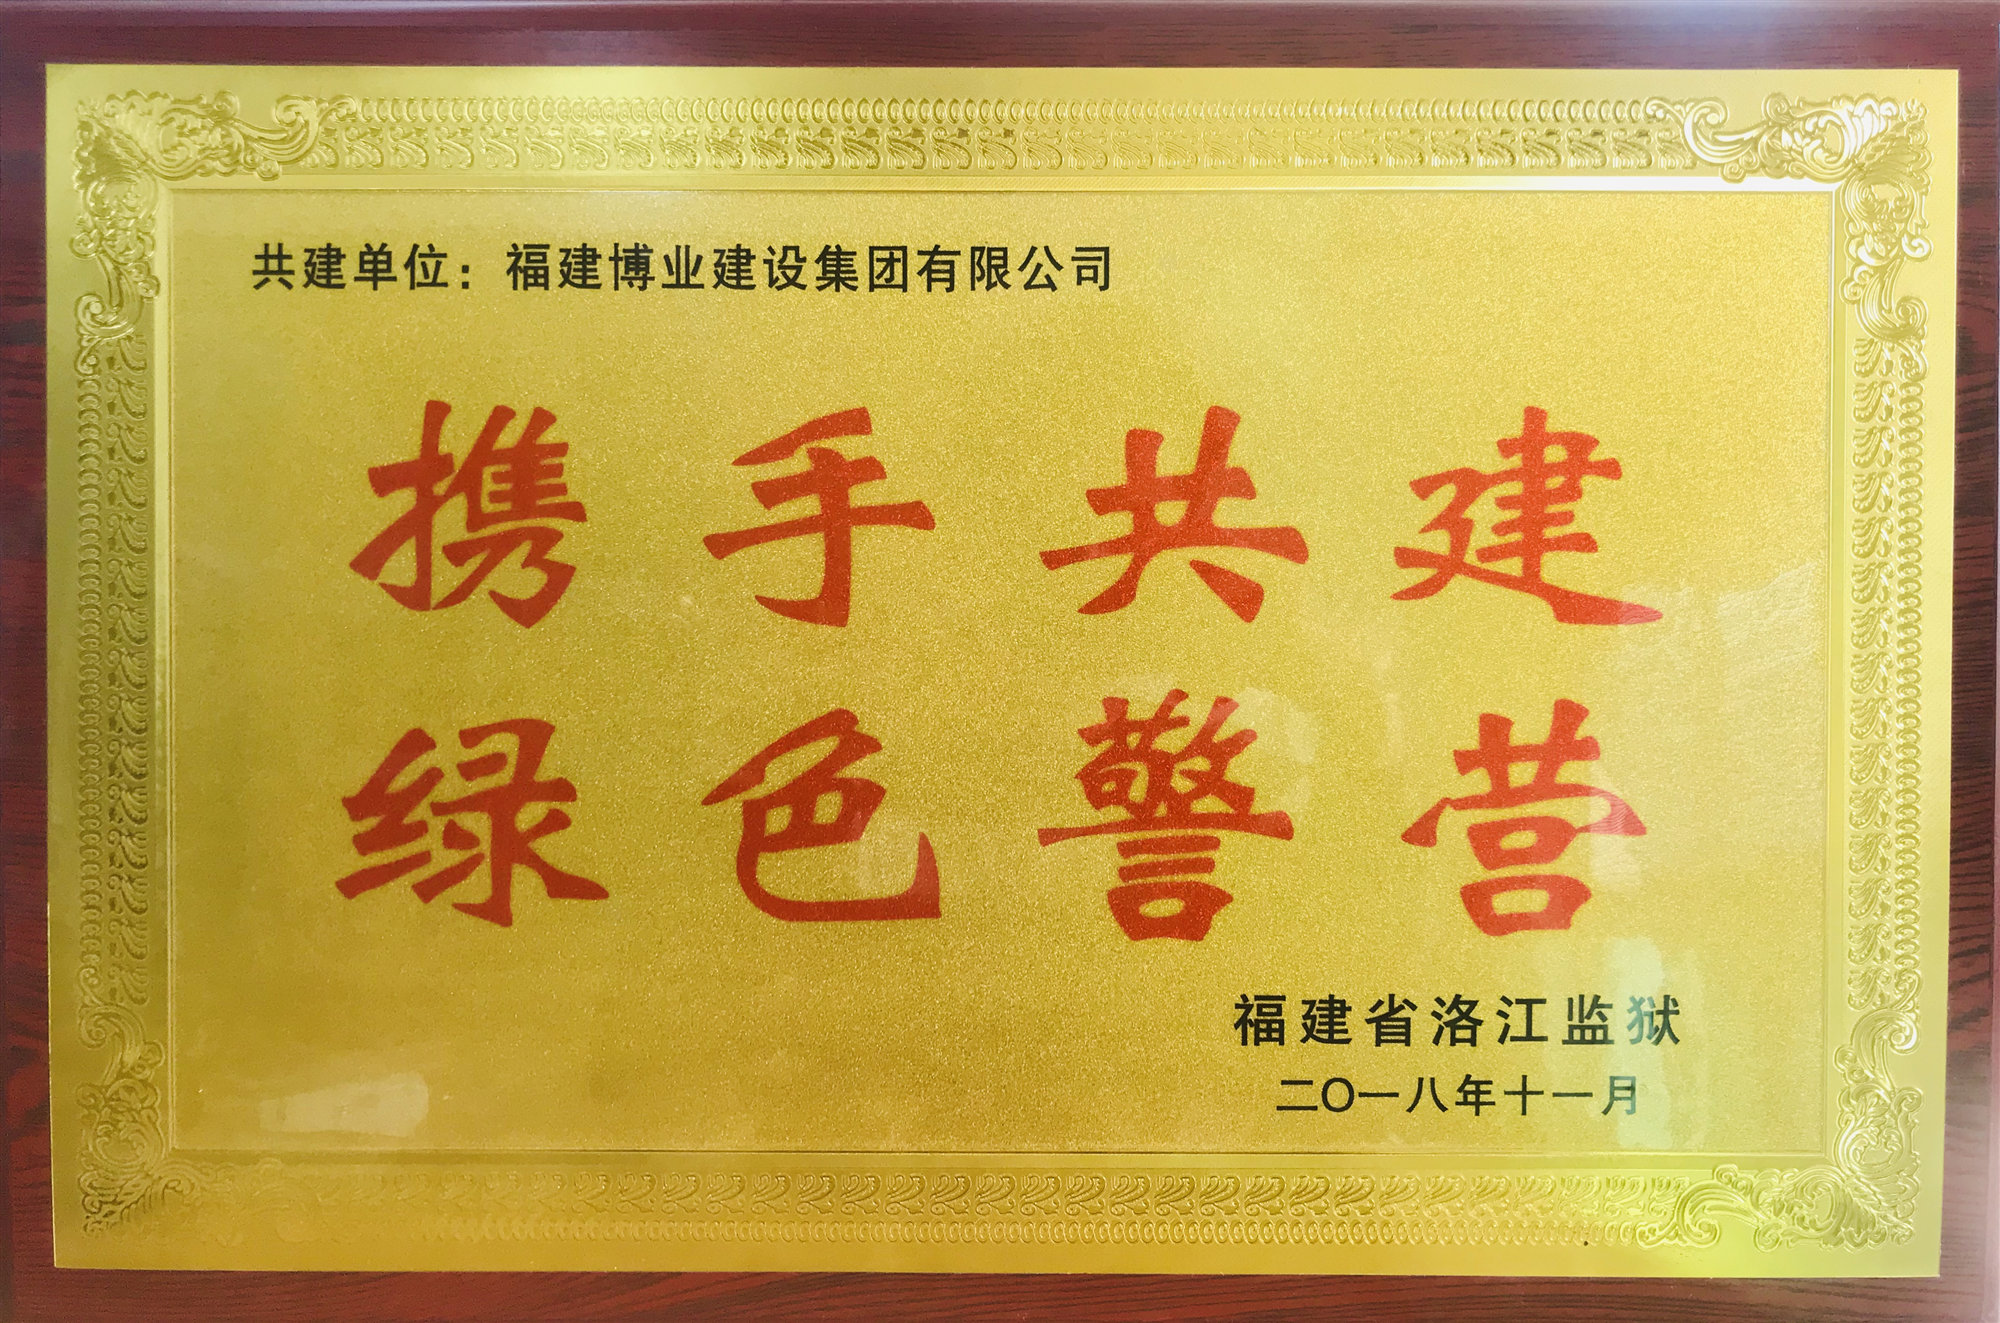 共建单位：福建博业建设集团有限公司
携手共建
绿色警营
福建省洛江监狱
二〇一八年十一月